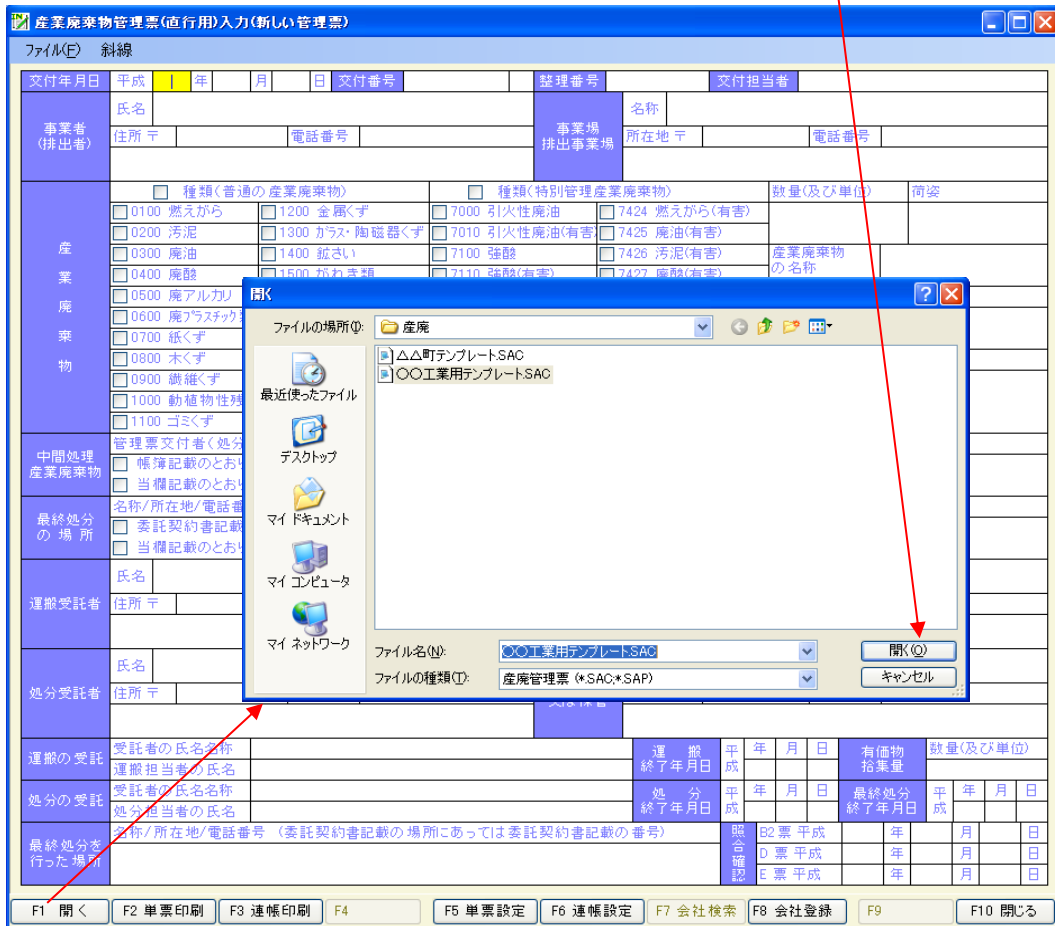 産業廃棄物管理票(直行用)入力(新しい管理票)
ファイル(F) 斜線
交付年月日 平成 年 月 日 交付番号 整理番号 交付担当者
事業者
(排出者)
氏名
住所 〒 電話番号
事業場
排出事業場
名称
所在地 〒 電話番号
産業廃棄物
種類(普通の産業廃棄物) 種類(特別管理産業廃棄物) 数量(及び単位) 荷姿
0100 燃えがら 1200 金属くず 7000 引火性廃油 7424 燃えがら(有害)
0200 汚泥 1300 ガラス・陶磁器くず 7010 引火性廃油(有害) 7425 廃油(有害)
0300 廃油 1400 鉱さい 7100 強酸 7426 汚泥(有害) 産業廃棄物
の名称
0400 廃酸 1500 がれき類 7110 強酸(有害) 7427 廃酸(有害)
0500 廃アルカリ
0600 廃プラスチック
0700 紙くず
0800 木くず
0900 繊維くず
1000 動植物性残
1100 ゴミくず
中間処理
産業廃棄物
管理票交付者(処分
帳簿記載のとおり
当欄記載のとおり
最終処分
の場所
名称/所在地/電話番
委託契約書記載
当欄記載のとおり
運搬受託者
氏名
住所 〒
処分受託者
氏名
住所 〒
開く
ファイルの場所(I): 産廃
△△町テンプレート.SAC
〇〇工業用テンプレート.SAC
最近使ったファイル
デスクトップ
マイ ドキュメント
マイ コンピュータ
マイ ネットワーク
ファイル名(N): 〇〇工業用テンプレート.SAC 開く(O)
ファイルの種類(T): 産廃管理票 (*.SAC;*.SAP) キャンセル
運搬の受託 受託者の氏名名称
運搬担当者の氏名
運 搬
終了年月日 平成 年 月 日
有価物
拾集量 数量(及び単位)
処分の受託 受託者の氏名名称
処分担当者の氏名
処 分
終了年月日 平成 年 月 日
最終処分
終了年月日 平成 年 月 日
最終処分を
行った場所
名称/所在地/電話番号 (委託契約書記載の場所にあっては委託契約書記載の番号)
照合確認
B2 票 平成 年 月 日
D 票 平成 年 月 日
E 票 平成 年 月 日
F1 開く F2 単票印刷 F3 連帳印刷 F4 F5 単票設定 F6 連帳設定 F7 会社検索 F8 会社登録 F9 F10 閉じる